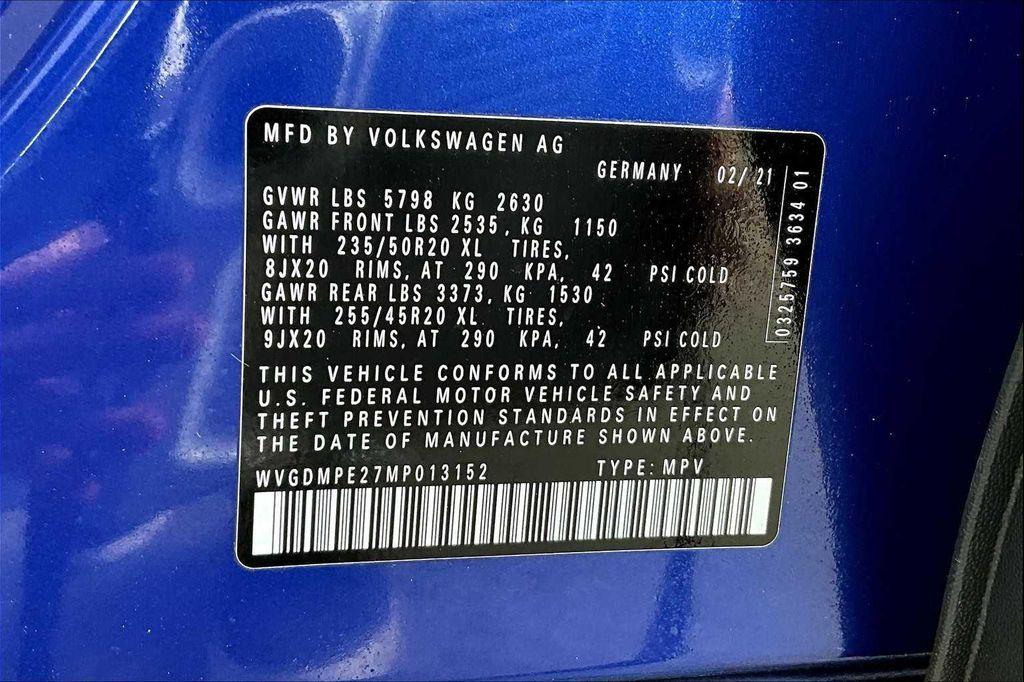 MFD BY VOLKSWAGEN AG
GERMANY 02/21
GVWR LBS 5798 KG 2630
GAWR FRONT LBS 2535, KG 1150
WITH 235/50R20 XL TIRES,
8JX20 RIMS, AT 290 KPA, 42 PSI COLD
GAWR REAR LBS 3373, KG 1530
WITH 255/45R20 XL TIRES,
9JX20 RIMS, AT 290 KPA, 42 PSI COLD
THIS VEHICLE CONFORMS TO ALL APPLICABLE
U.S. FEDERAL MOTOR VEHICLE SAFETY AND
THEFT PREVENTION STANDARDS IN EFFECT ON
THE DATE OF MANUFACTURE SHOWN ABOVE.
WVGDMPE27MP013152 TYPE: MPV
0325759 3634 01